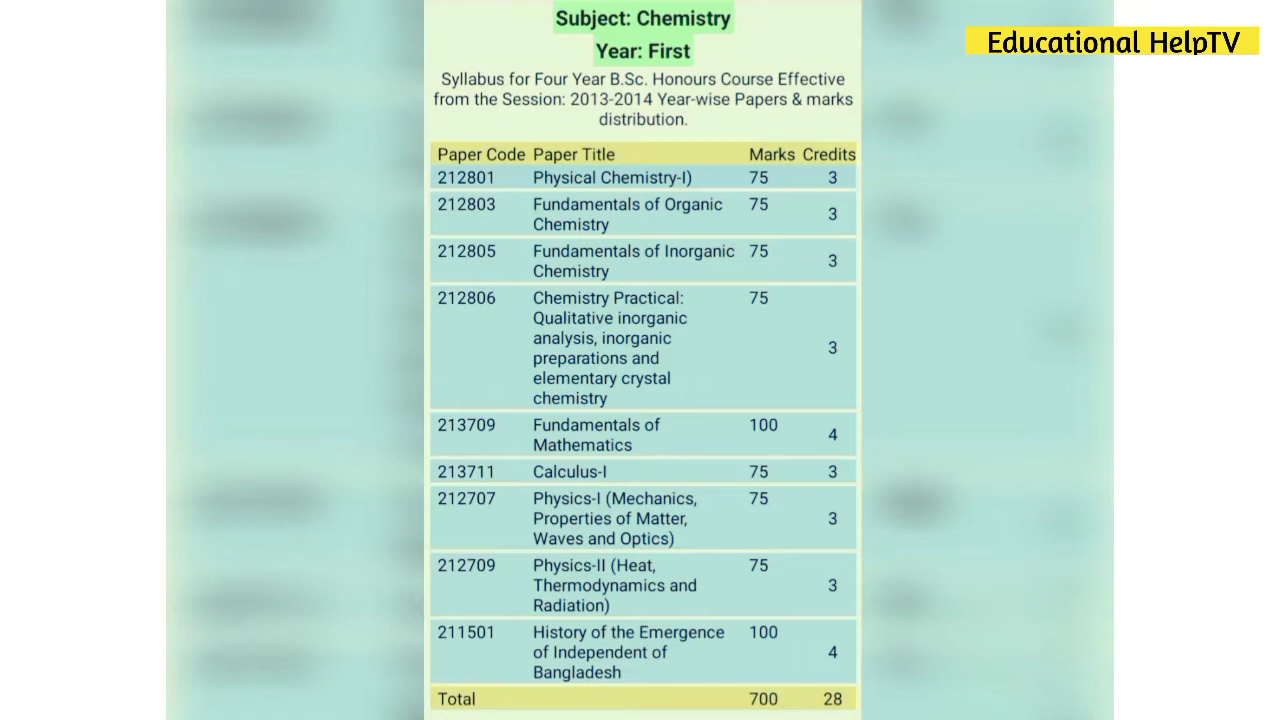 Educational HelpTV
Subject: Chemistry
Year: First
Syllabus for Four Year B.Sc. Honours Course Effective
from the Session: 2013-2014 Year-wise Papers & marks
distribution.
Paper Code Paper Title Marks Credits
212801 Physical Chemistry-I) 75 3
212803 Fundamentals of Organic 75
Chemistry 3
212805 Fundamentals of Inorganic 75
Chemistry 3
212806 Chemistry Practical: 75
Qualitative inorganic
analysis, inorganic
3
preparations and
elementary crystal
chemistry
213709 Fundamentals of 100
Mathematics 4
213711 Calculus-I 75 3
212707 Physics-I (Mechanics, 75
Properties of Matter, 3
Waves and Optics)
212709 Physics-II (Heat, 75
Thermodynamics and 3
Radiation)
211501 History of the Emergence 100
of Independent of 4
Bangladesh
Total 700 28